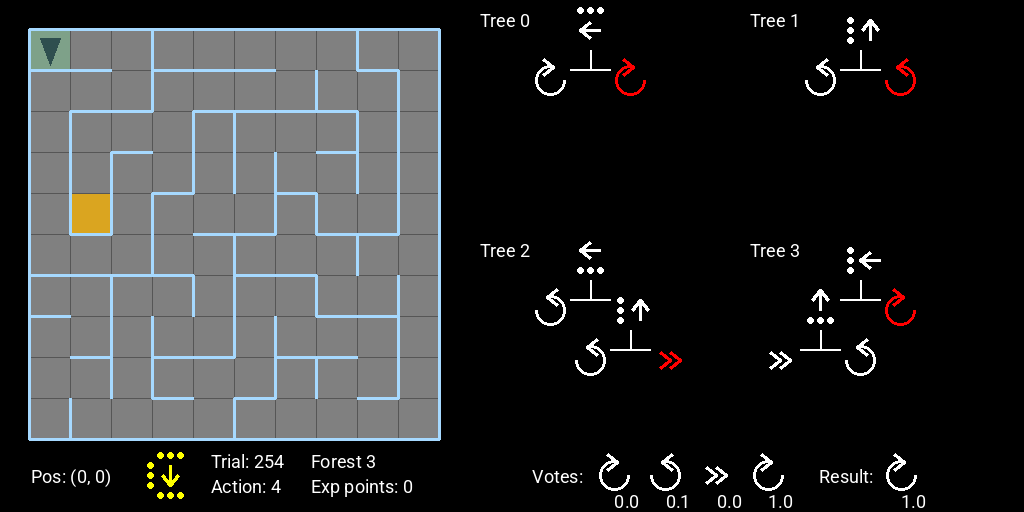 Tree 0
Tree 1
Tree 2
Tree 3
Pos: (0, 0)
Trial: 254
Forest 3
Action: 4
Exp points: 0
Votes:
0.0
0.1
0.0
1.0
Result:
1.0